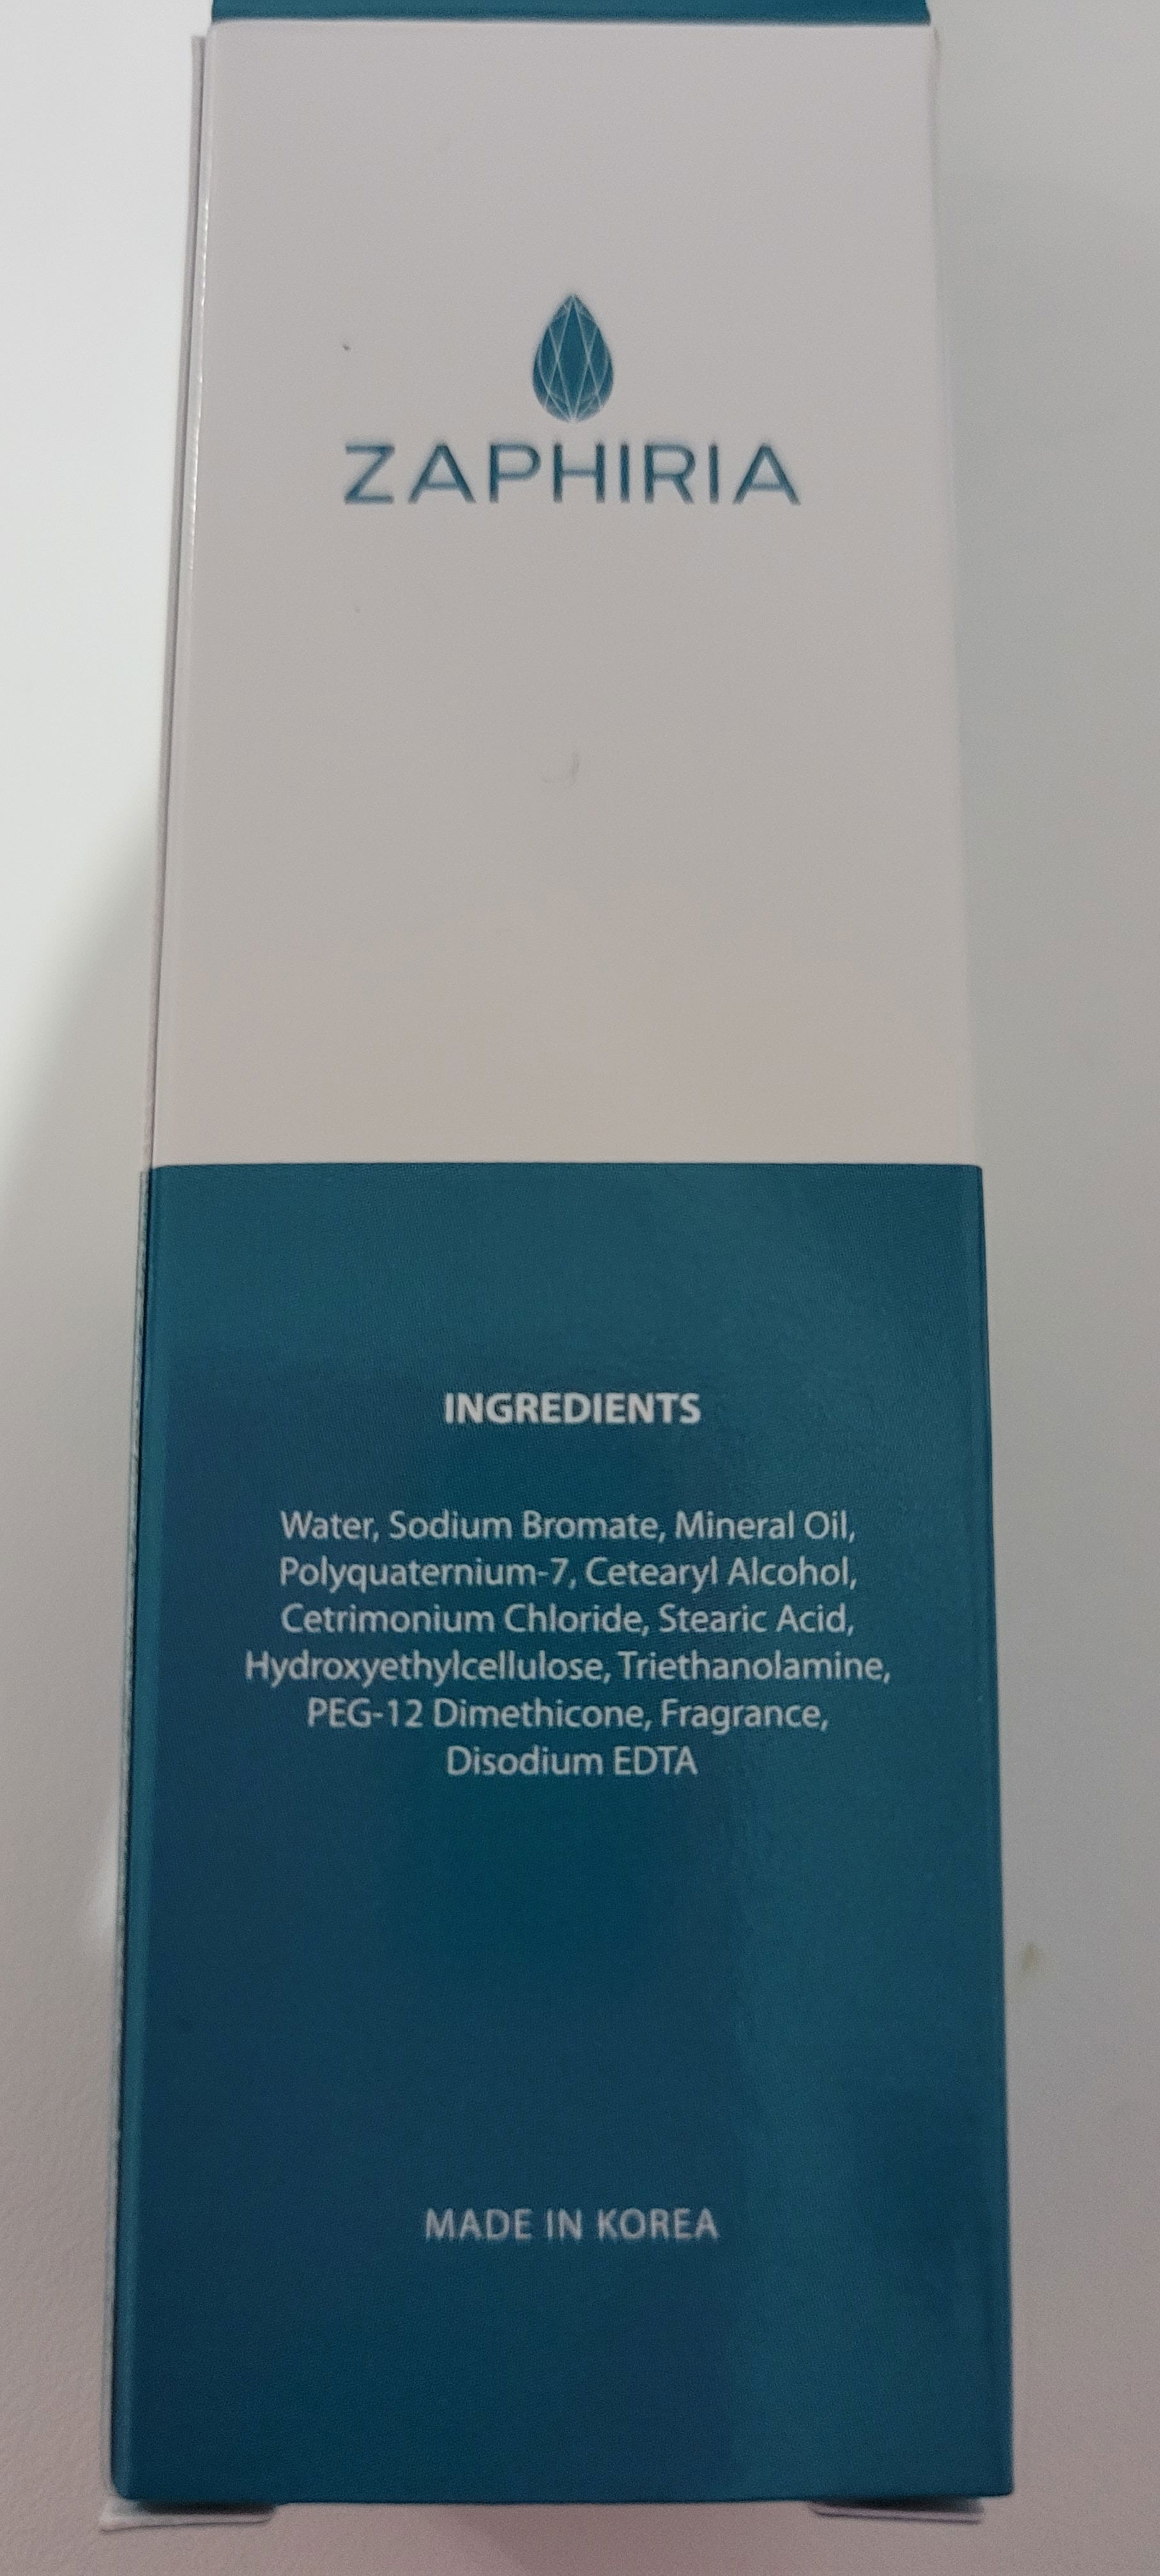 ZAPHIRIA
INGREDIENTS
Water, Sodium Bromate, Mineral Oil,
Polyquaternium-7, Cetearyl Alcohol,
Cetrimonium Chloride, Stearic Acid,
Hydroxyethylcellulose, Triethanolamine,
PEG-12 Dimethicone, Fragrance,
Disodium EDTA
MADE IN KOREA